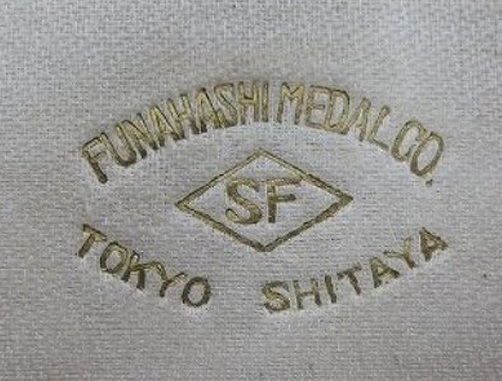 FUNAHASHI MEDAL CO.
SF
TOKYO SHITAYA